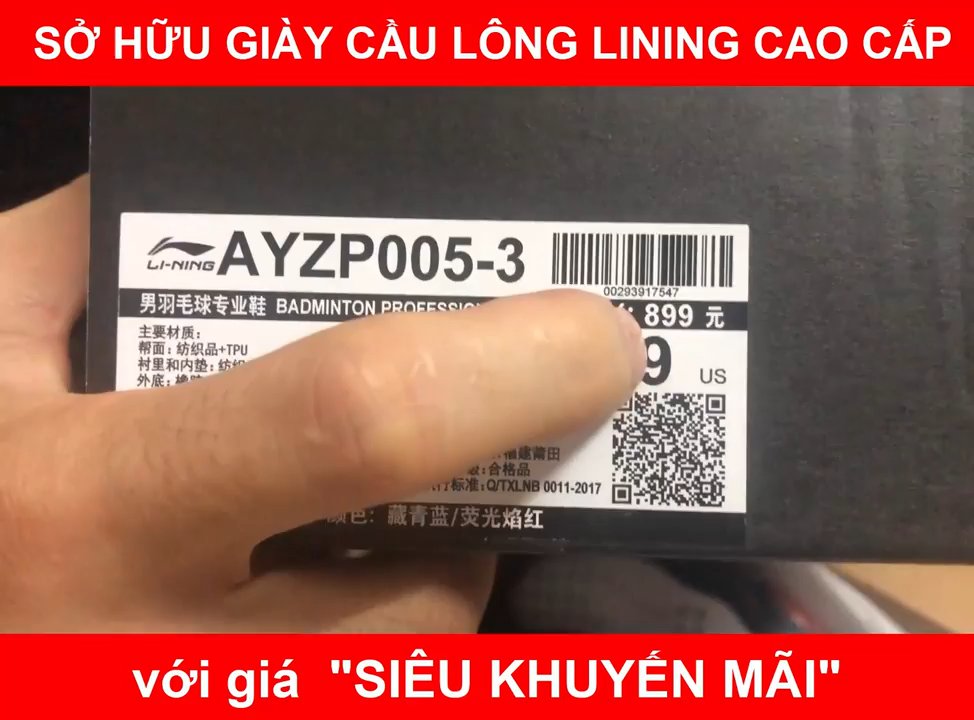 SỞ HỮU GIÀY CẦU LÔNG LINING CAO CẤP
LI-NING AYZP005-3
00293917547
男羽毛球专业鞋 BADMINTON
899 元
主要材质：
帮面：纺织品+TPU
衬里和内垫：纺织
9 US
外底：橡
福建莆田
合格品
标准：Q/TXLNB 0011-2017
颜色：藏青蓝/荧光焰红
với giá "SIÊU KHUYẾN MÃI"